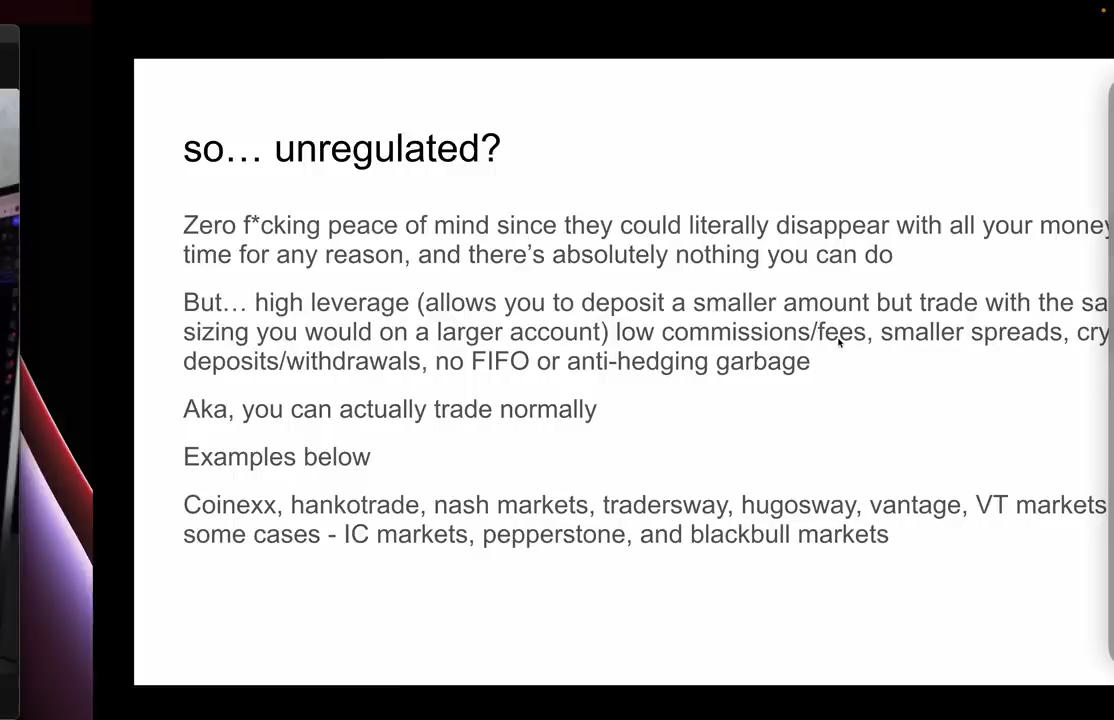 so… unregulated?
Zero f*cking peace of mind since they could literally disappear with all your money
time for any reason, and there’s absolutely nothing you can do
But… high leverage (allows you to deposit a smaller amount but trade with the sa
sizing you would on a larger account) low commissions/fees, smaller spreads, cry
deposits/withdrawals, no FIFO or anti-hedging garbage
Aka, you can actually trade normally
Examples below
Coinexx, hankotrade, nash markets, tradersway, hugosway, vantage, VT markets
some cases - IC markets, pepperstone, and blackbull markets